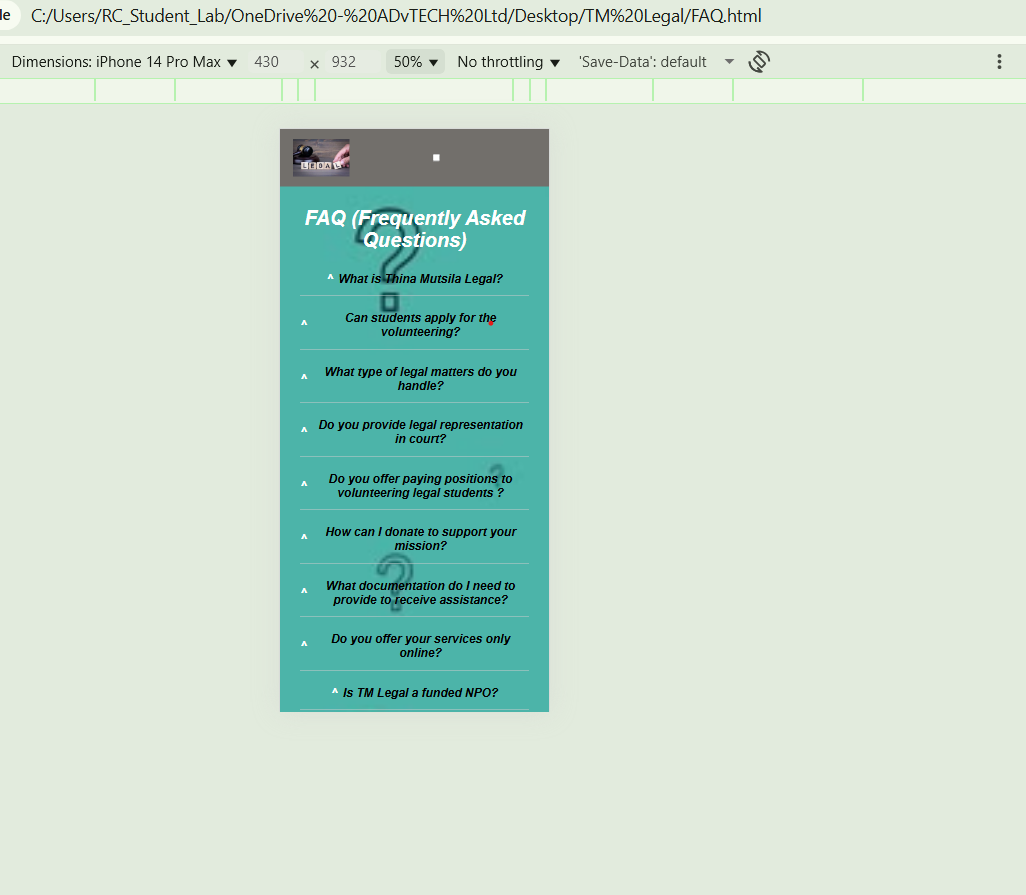 le C:/Users/RC_Student_Lab/OneDrive%20-%20ADvTECH%20Ltd/Desktop/TM%20Legal/FAQ.html
Dimensions: iPhone 14 Pro Max ▼ 430 × 932 50% ▼ No throttling ▼ 'Save-Data': default
LEGAL
FAQ (Frequently Asked
Questions)
^ What is Thina Mutsila Legal?
^ Can students apply for the
volunteering?
^ What type of legal matters do you
handle?
^ Do you provide legal representation
in court?
^ Do you offer paying positions to
volunteering legal students ?
^ How can I donate to support your
mission?
^ What documentation do I need to
provide to receive assistance?
^ Do you offer your services only
online?
^ Is TM Legal a funded NPO?